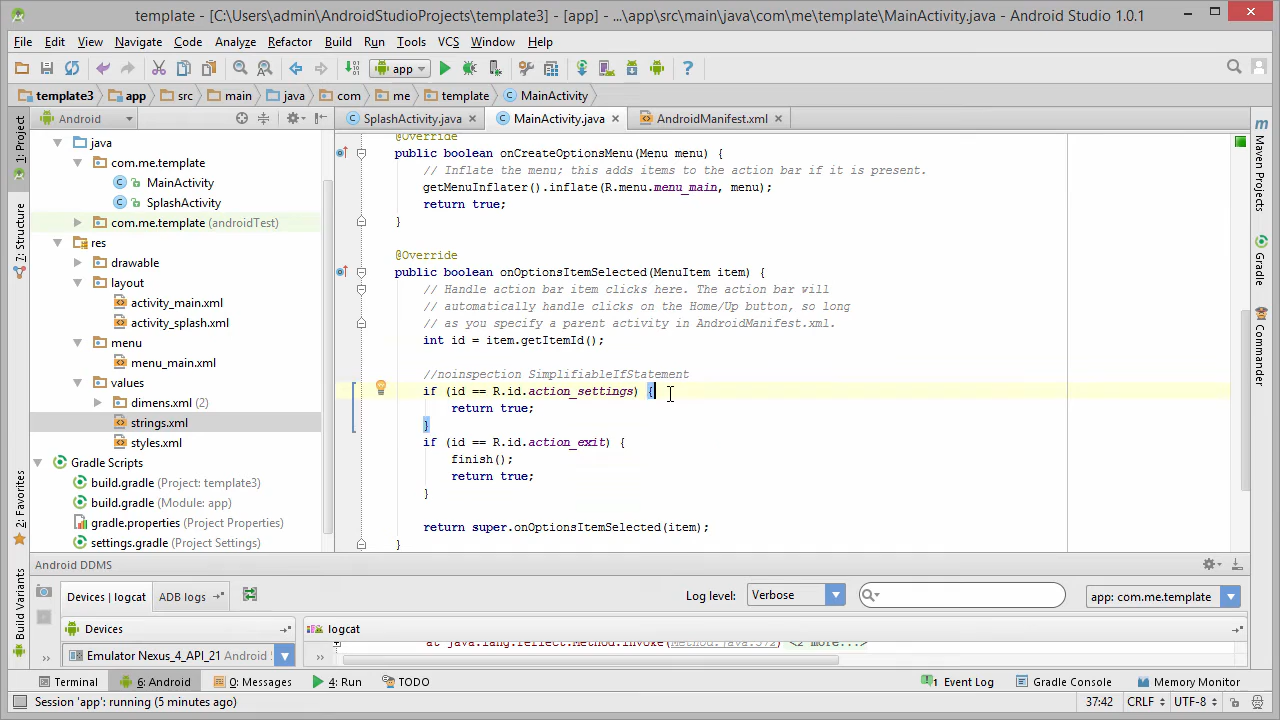 template - [C:\Users\admin\AndroidStudioProjects\template3] - [app] - ...\app\src\main\java\com\me\template\MainActivity.java - Android Studio 1.0.1
File Edit View Navigate Code Analyze Refactor Build Run Tools VCS Window Help
app
template3 app src main java com me template MainActivity
Android
SplashActivity.java MainActivity.java AndroidManifest.xml
1: Project
7: Structure
2: Favorites
Build Variants
java
com.me.template
MainActivity
SplashActivity
com.me.template (androidTest)
res
drawable
layout
activity_main.xml
activity_splash.xml
menu
menu_main.xml
values
dimens.xml (2)
strings.xml
styles.xml
Gradle Scripts
build.gradle (Project: template3)
build.gradle (Module: app)
gradle.properties (Project Properties)
settings.gradle (Project Settings)
@Override
public boolean onCreateOptionsMenu(Menu menu) {
// Inflate the menu; this adds items to the action bar if it is present.
getMenuInflater().inflate(R.menu.menu_main, menu);
return true;
}
@Override
public boolean onOptionsItemSelected(MenuItem item) {
// Handle action bar item clicks here. The action bar will
// automatically handle clicks on the Home/Up button, so long
// as you specify a parent activity in AndroidManifest.xml.
int id = item.getItemId();
//noinspection SimplifiableIfStatement
if (id == R.id.action_settings) {
return true;
}
if (id == R.id.action_exit) {
finish();
return true;
}
return super.onOptionsItemSelected(item);
}
m
Maven Projects
Gradle
Commander
Android DDMS
Devices | logcat ADB logs
Log level: Verbose
app: com.me.template
Devices
logcat
Emulator Nexus_4_API_21 Android
at java.lang.reflect.Method.invoke(Method.java:372) <2 more...>
Terminal 6: Android 0: Messages 4: Run TODO
1 Event Log Gradle Console Memory Monitor
Session 'app': running (5 minutes ago)
37:42 CRLF UTF-8